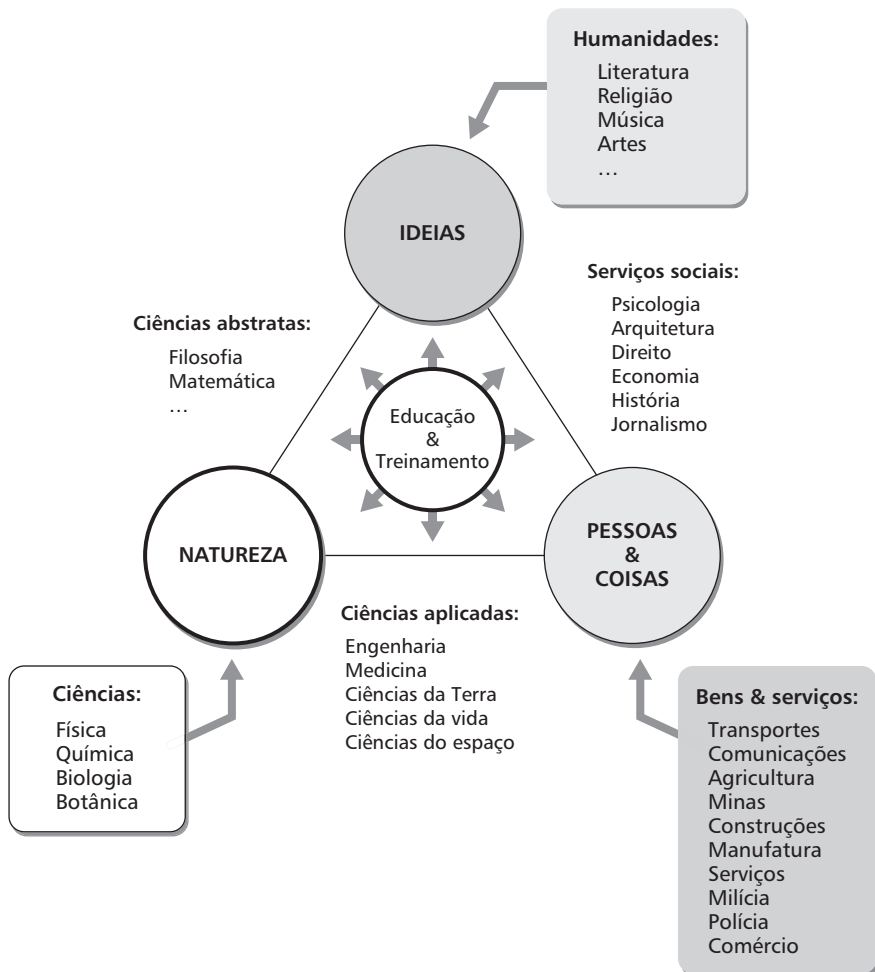 Humanidades:
Literatura
Religião
Música
Artes
…
IDEIAS
Serviços sociais:
Psicologia
Arquitetura
Direito
Economia
História
Jornalismo
Ciências abstratas:
Filosofia
Matemática
…
Educação
&
Treinamento
NATUREZA
PESSOAS
&
COISAS
Ciências aplicadas:
Engenharia
Medicina
Ciências da Terra
Ciências da vida
Ciências do espaço
Ciências:
Física
Química
Biologia
Botânica
Bens & serviços:
Transportes
Comunicações
Agricultura
Minas
Construções
Manufatura
Serviços
Milícia
Polícia
Comércio